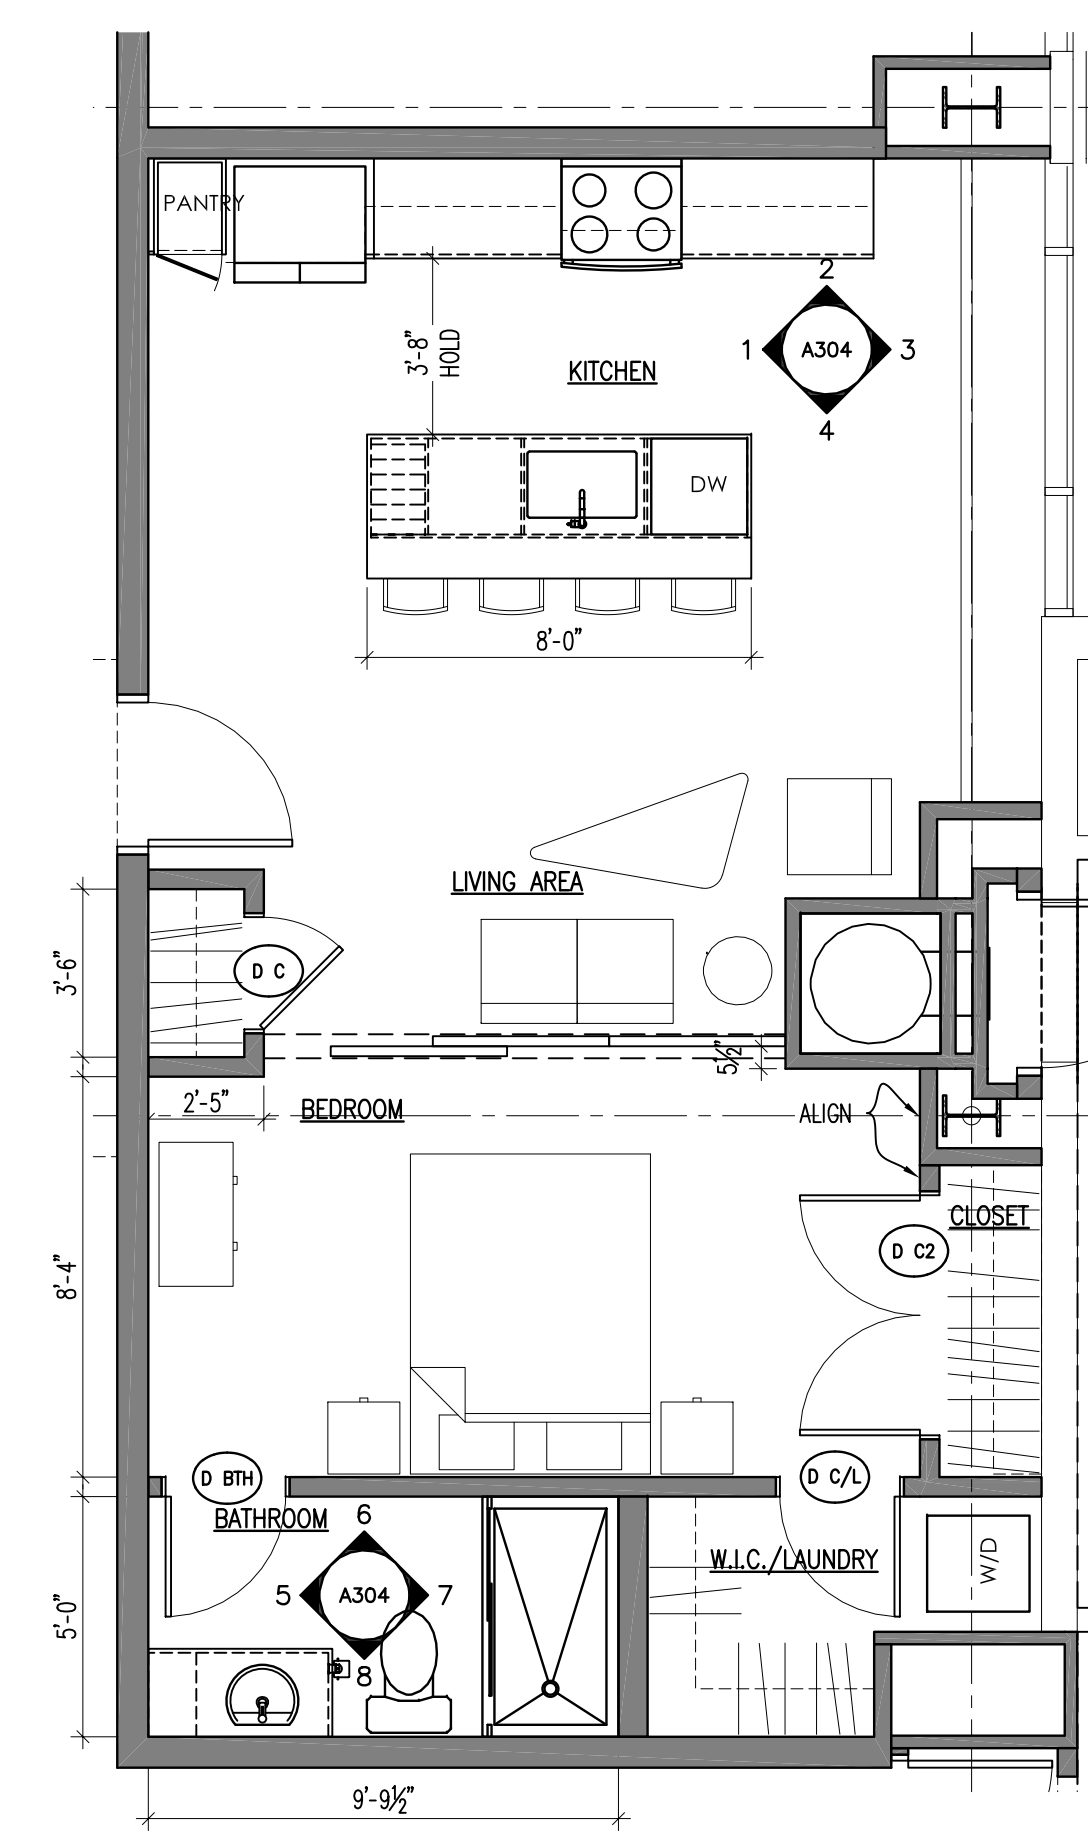 PANTRY
2
1
A304
3
3'-8"
HOLD
KITCHEN
4
DW
8'-0"
LIVING AREA
3'-6"
D C
5½"
2'-5"
BEDROOM
ALIGN
CLOSET
D C2
8'-4"
D BTH
D C/L
BATHROOM
6
W.I.C./LAUNDRY
W/D
5
A304
7
5'-0"
8
9'-9½"